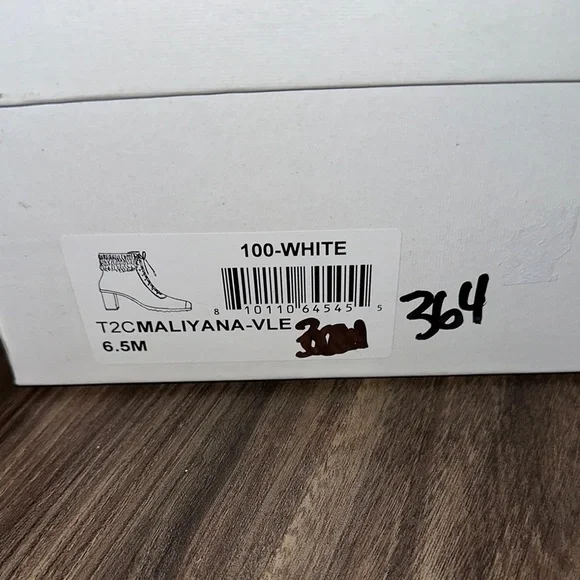 100-WHITE
8 10110 64545 5
T2CMALIYANA-VLE
6.5M
364